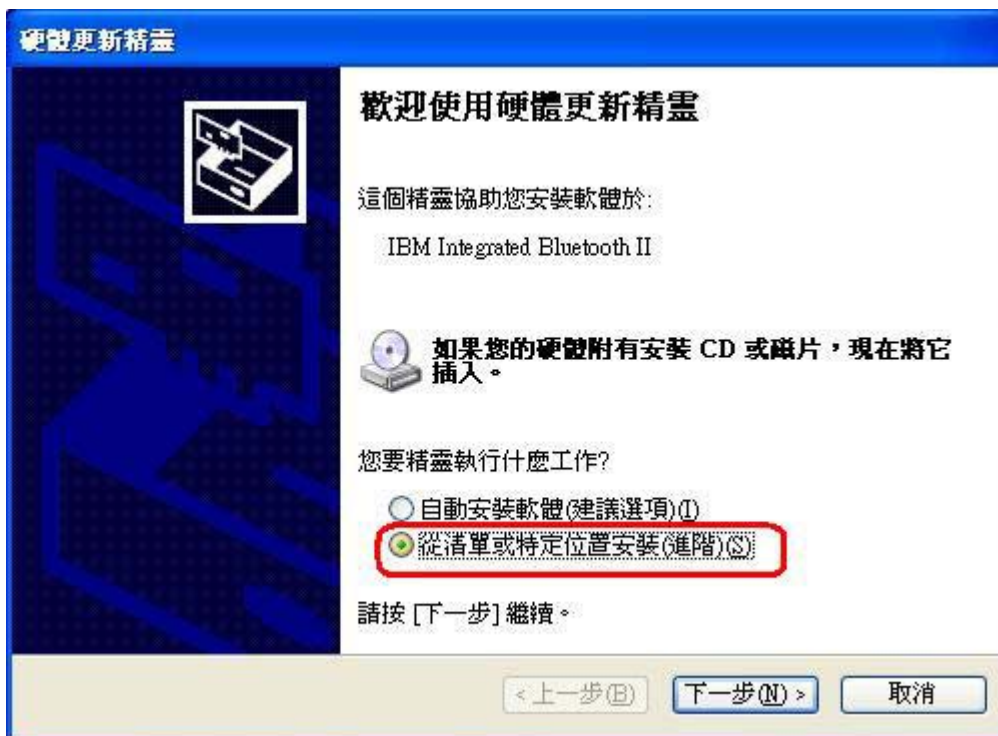 硬體更新精靈
歡迎使用硬體更新精靈
這個精靈協助您安裝軟體於:
IBM Integrated Bluetooth II
如果您的硬體附有安裝 CD 或磁片，現在將它
插入。
您要精靈執行什麼工作?
自動安裝軟體(建議選項)(I)
從清單或特定位置安裝(進階)(S)
請按 [下一步] 繼續。
<上一步(B)
下一步(N) >
取消